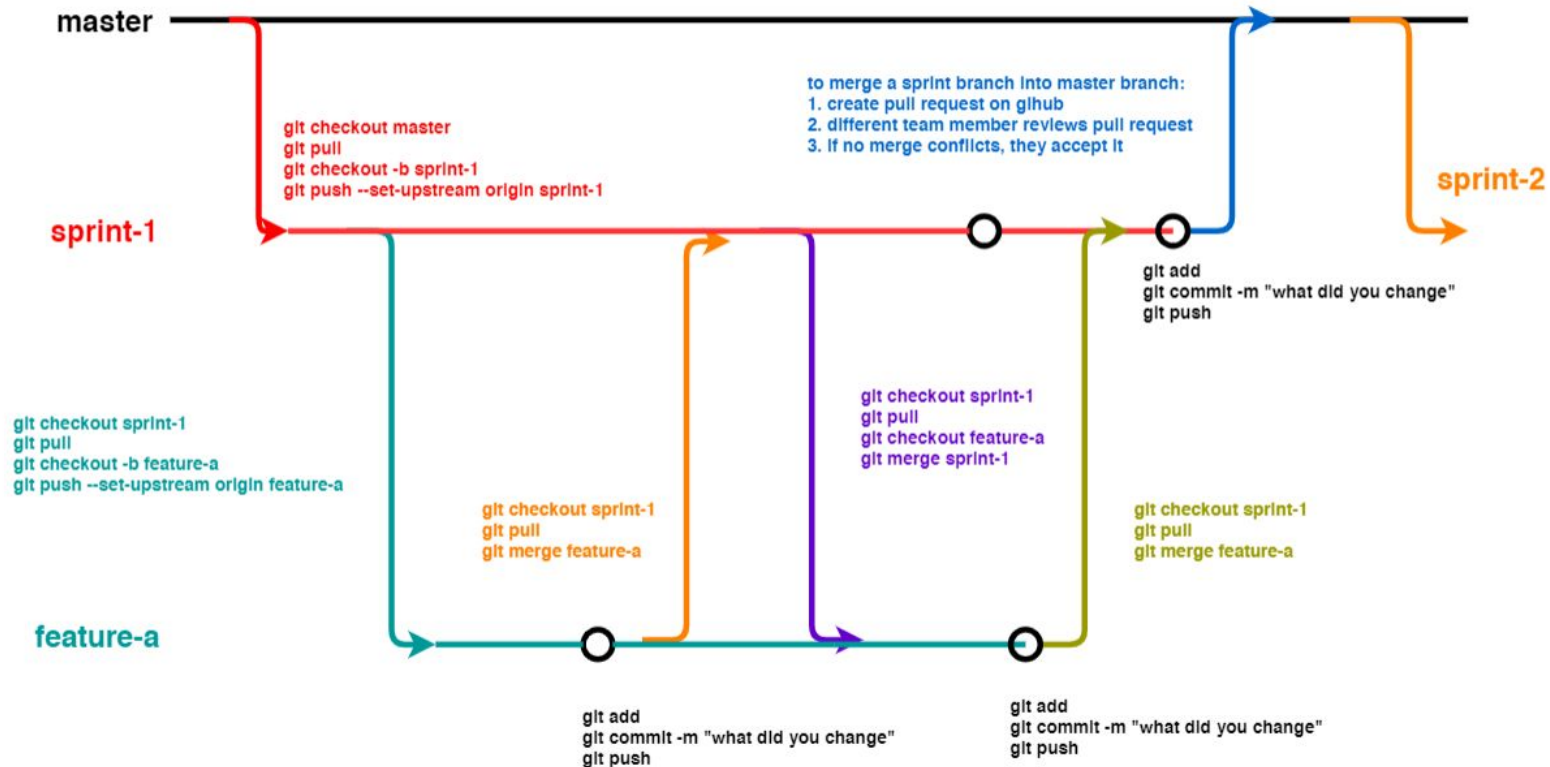 master
git checkout master
git pull
git checkout -b sprint-1
git push --set-upstream origin sprint-1
to merge a sprint branch into master branch:
1. create pull request on gihub
2. different team member reviews pull request
3. if no merge conflicts, they accept it
sprint-2
sprint-1
git add
git commit -m "what did you change"
git push
git checkout sprint-1
git pull
git checkout -b feature-a
git push --set-upstream origin feature-a
git checkout sprint-1
git pull
git merge feature-a
git checkout sprint-1
git pull
git checkout feature-a
git merge sprint-1
git checkout sprint-1
git pull
git merge feature-a
feature-a
git add
git commit -m "what did you change"
git push
git add
git commit -m "what did you change"
git push